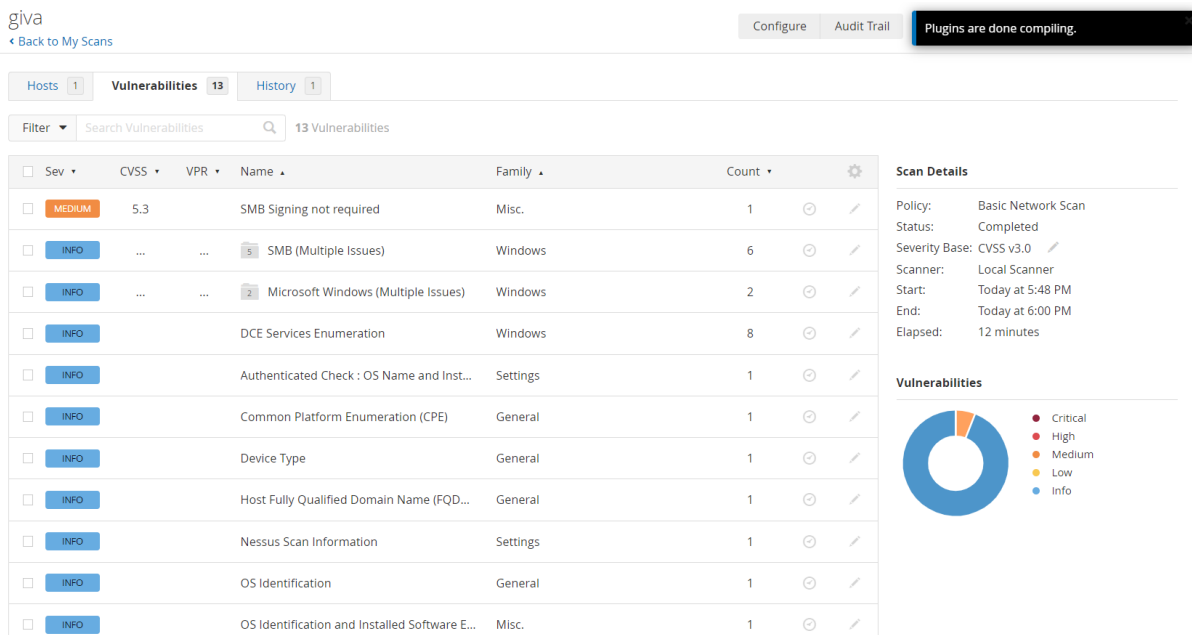 giva
Back to My Scans
Configure
Audit Trail
Plugins are done compiling.
Hosts 1
Vulnerabilities 13
History 1
Filter
Search Vulnerabilities
13 Vulnerabilities
Sev CVSS VPR Name Family Count
MEDIUM 5.3 SMB Signing not required Misc. 1
INFO ... ... 5 SMB (Multiple Issues) Windows 6
INFO ... ... 2 Microsoft Windows (Multiple Issues) Windows 2
INFO DCE Services Enumeration Windows 8
INFO Authenticated Check : OS Name and Inst... Settings 1
INFO Common Platform Enumeration (CPE) General 1
INFO Device Type General 1
INFO Host Fully Qualified Domain Name (FQD... General 1
INFO Nessus Scan Information Settings 1
INFO OS Identification General 1
INFO OS Identification and Installed Software E... Misc. 1
Scan Details
Policy: Basic Network Scan
Status: Completed
Severity Base: CVSS v3.0
Scanner: Local Scanner
Start: Today at 5:48 PM
End: Today at 6:00 PM
Elapsed: 12 minutes
Vulnerabilities
Critical
High
Medium
Low
Info